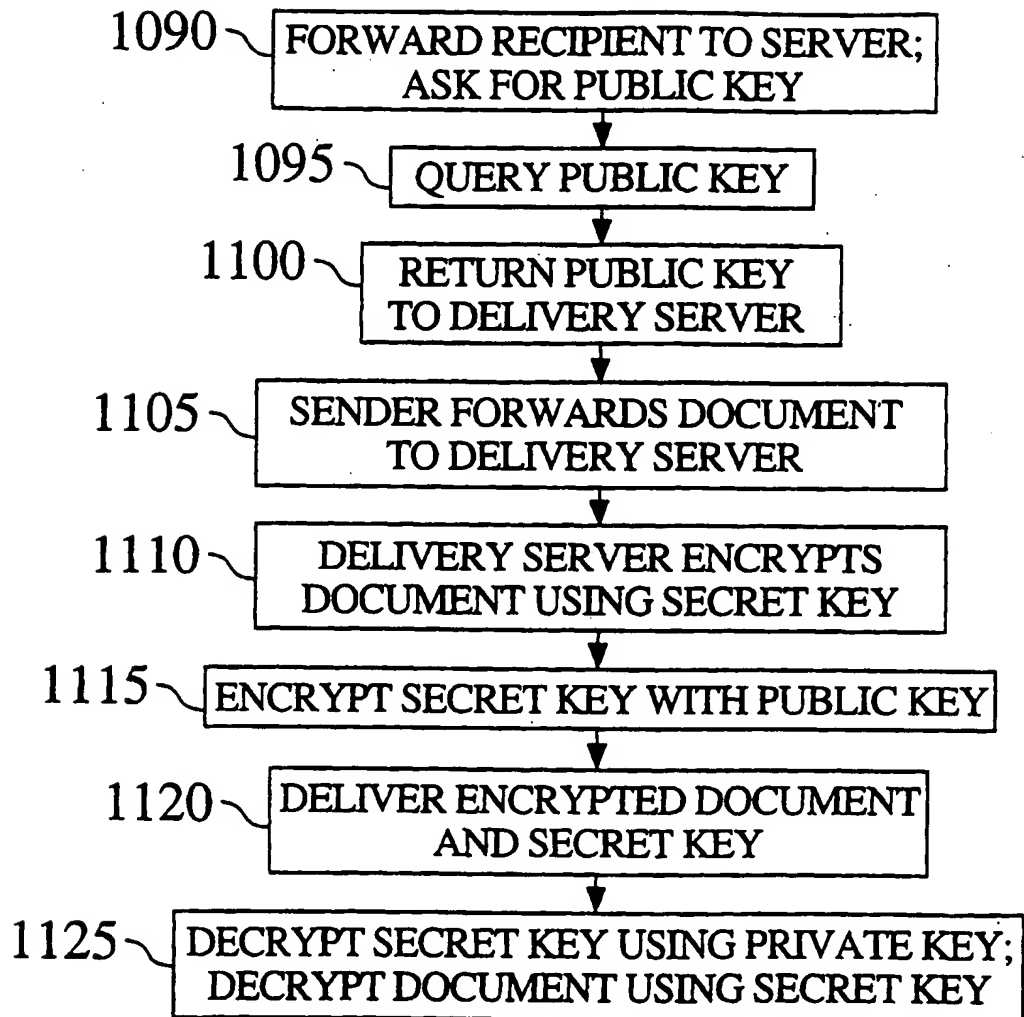 1090
FORWARD RECIPIENT TO SERVER;
ASK FOR PUBLIC KEY
1095
QUERY PUBLIC KEY
1100
RETURN PUBLIC KEY
TO DELIVERY SERVER
1105
SENDER FORWARDS DOCUMENT
TO DELIVERY SERVER
1110
DELIVERY SERVER ENCRYPTS
DOCUMENT USING SECRET KEY
1115
ENCRYPT SECRET KEY WITH PUBLIC KEY
1120
DELIVER ENCRYPTED DOCUMENT
AND SECRET KEY
1125
DECRYPT SECRET KEY USING PRIVATE KEY;
DECRYPT DOCUMENT USING SECRET KEY